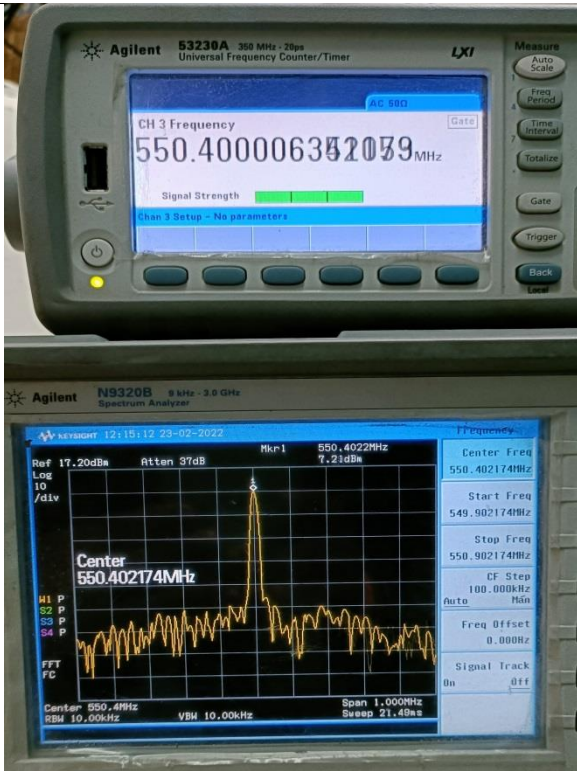 Agilent 53230A 350 MHz - 20ps
Universal Frequency Counter/Timer
LXI
Measure
Auto Scale
Freq Period
Time Interval
Totalize
Gate
Trigger
Back
Local
AC 50Ω
CH 3 Frequency
Gate
MHz
Signal Strength
Chan 3 Setup - No parameters
Agilent N9320B 9 kHz - 3.0 GHz
Spectrum Analyzer
KEYSIGHT 12:15:12 23-02-2022
Mkr1 550.4022MHz
Ref 17.20dBm Atten 37dB 7.21dBm
Log
10
/div
1
Center
550.402174MHz
W1 P
S2 P
S3 P
S4 P
FFT
FC
Center 550.4MHz Span 1.000MHz
RBW 10.00kHz VBW 10.00kHz Sweep 21.49ms
Frequency
Center Freq
550.402174MHz
Start Freq
549.902174MHz
Stop Freq
550.902174MHz
CF Step
100.000kHz
Auto Man
Freq Offset
0.000Hz
Signal Track
On Off